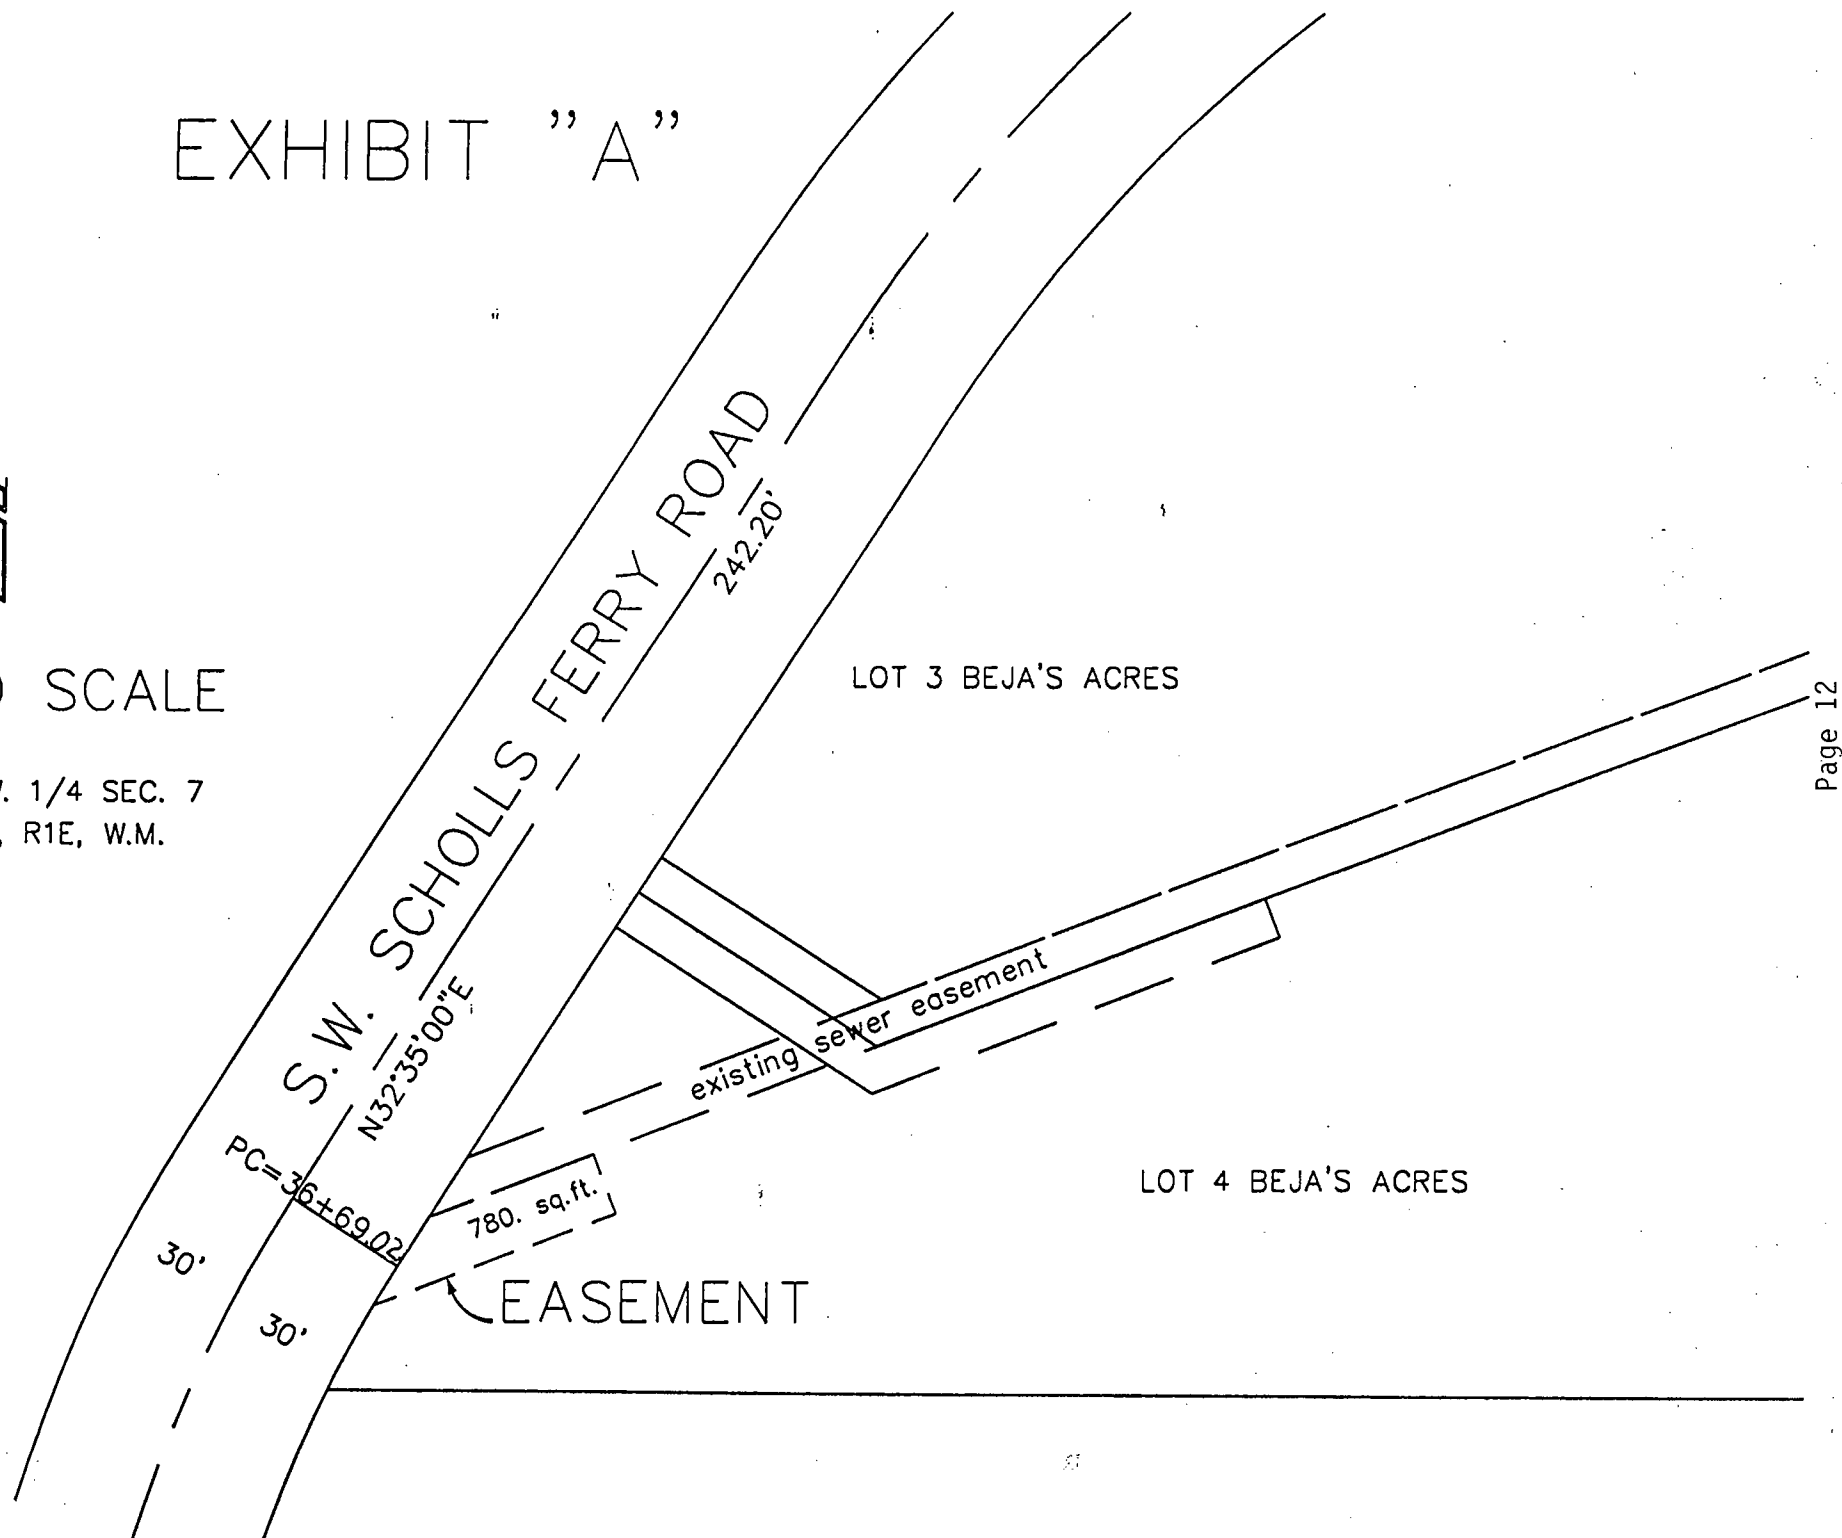 EXHIBIT "A"
SCALE
1/4 SEC. 7
R1E, W.M.
S.W. SCHOLLS FERRY ROAD
242.20'
N32°35'00"E
PC=36+69.02
30'
30'
LOT 3 BEJA'S ACRES
existing sewer easement
780. sq.ft.
EASEMENT
LOT 4 BEJA'S ACRES
Page 12